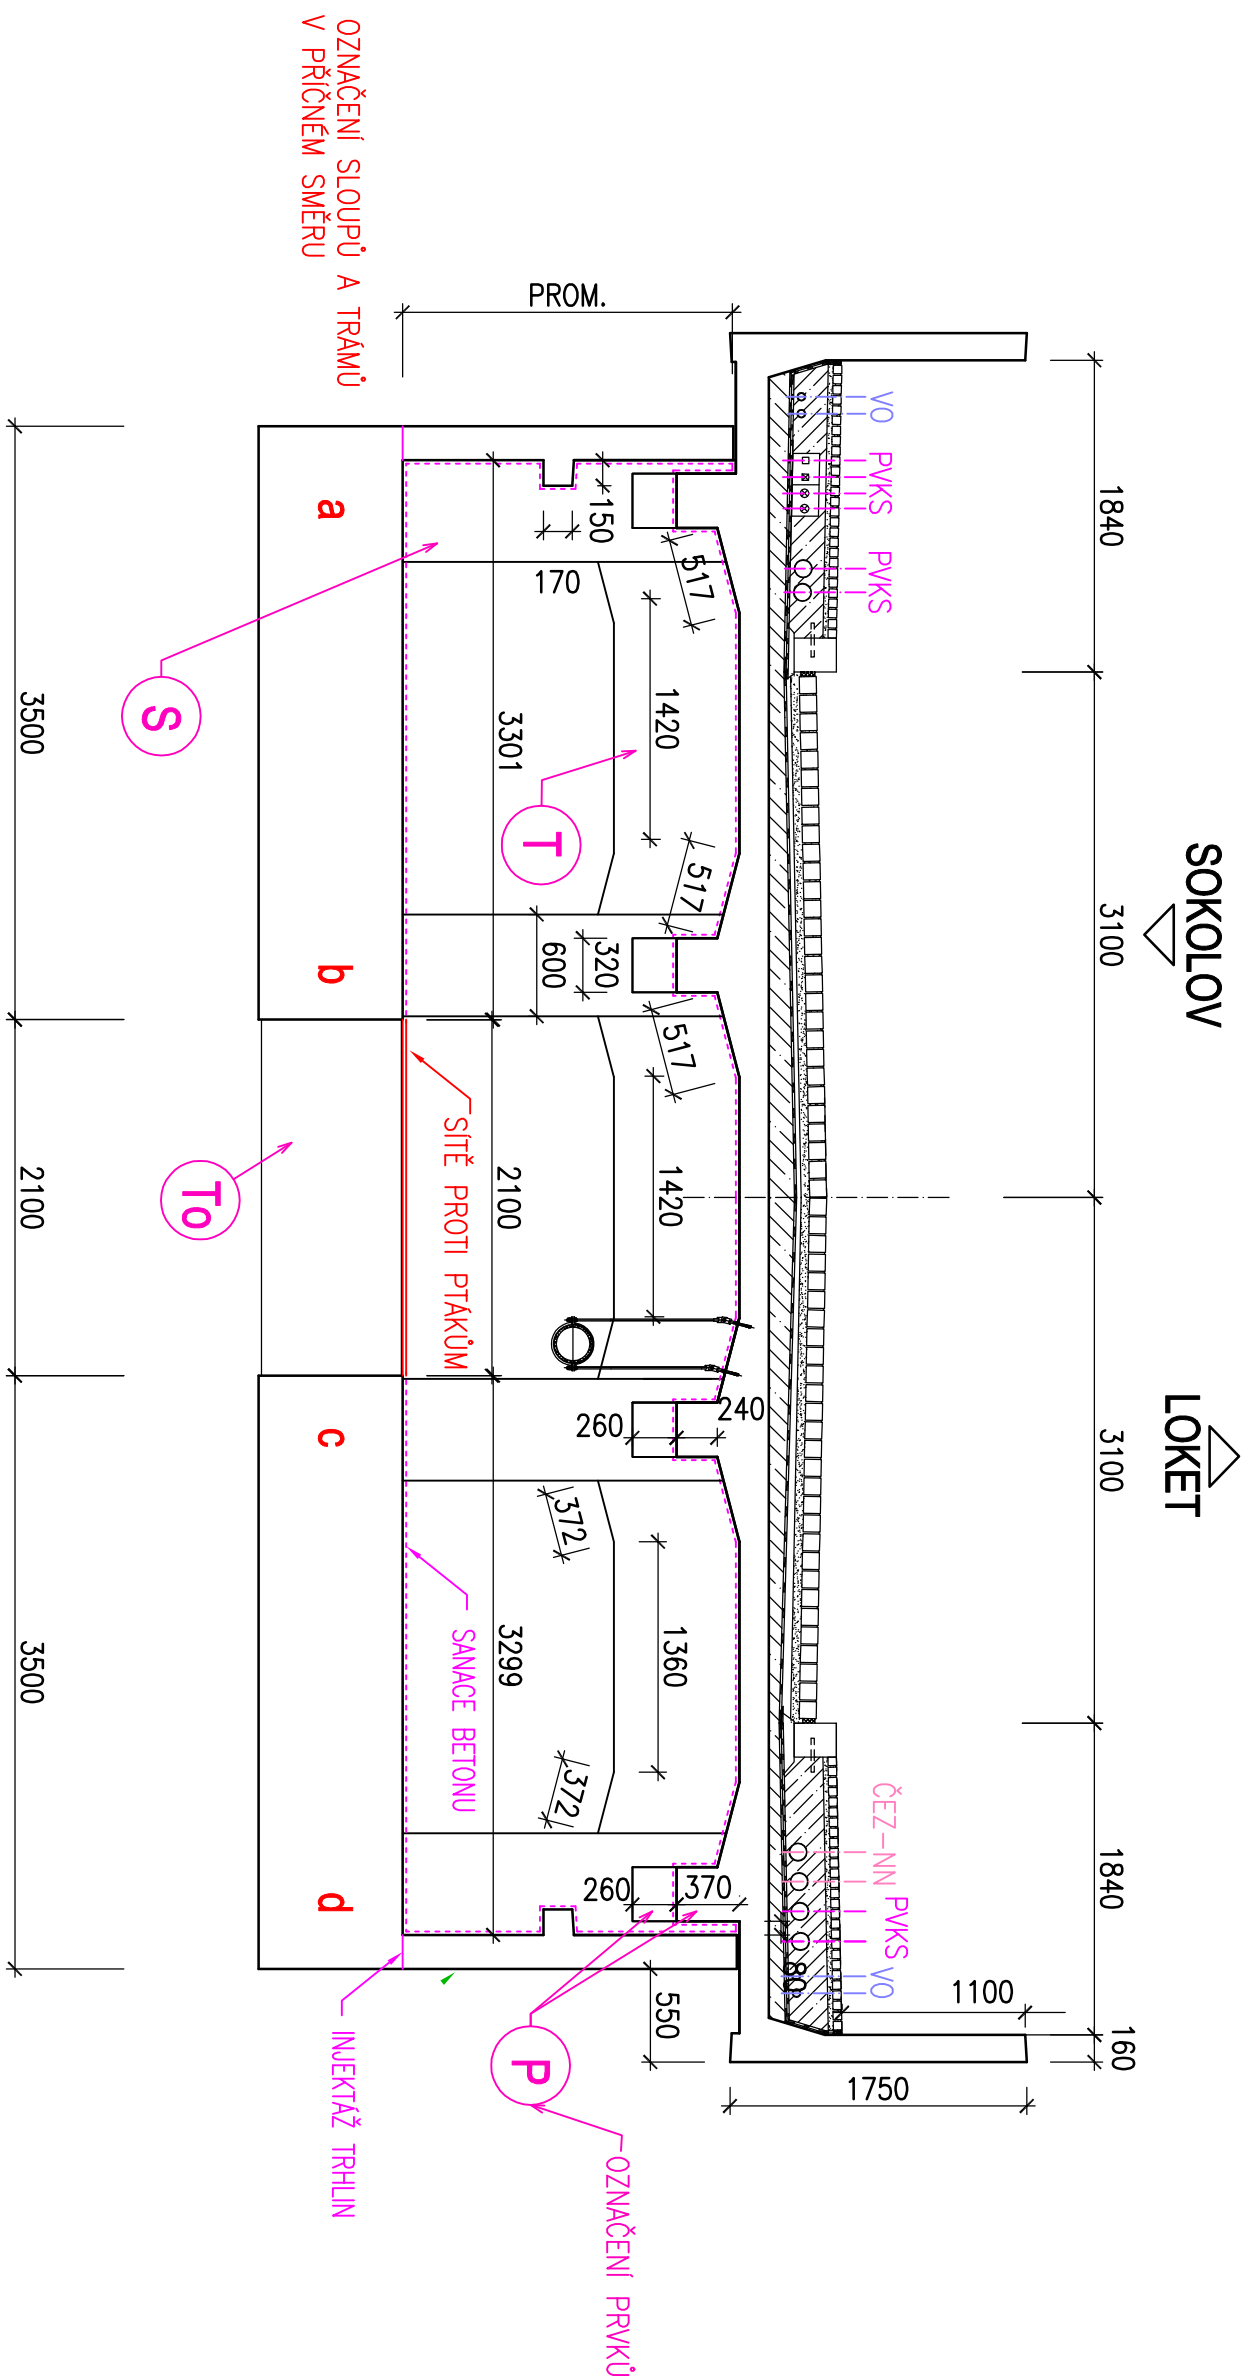 SOKOLOV
LOKET
1840
3100
3100
1840
160
1100
1750
VO
PVKS
PVKS
ČEZ-NN
PVKS
VO
80
PROM.
150
170
517
1420
517
3301
320
600
517
1420
2100
240
260
372
1360
372
3299
370
260
550
T
S
To
P
a
b
c
d
SÍTĚ PROTI PTÁKŮM
SANACE BETONU
INJEKTÁŽ TRHLIN
OZNAČENÍ PRVKŮ
OZNAČENÍ SLOUPŮ A TRÁMŮ
V PŘÍČNÉM SMĚRU
3500
2100
3500